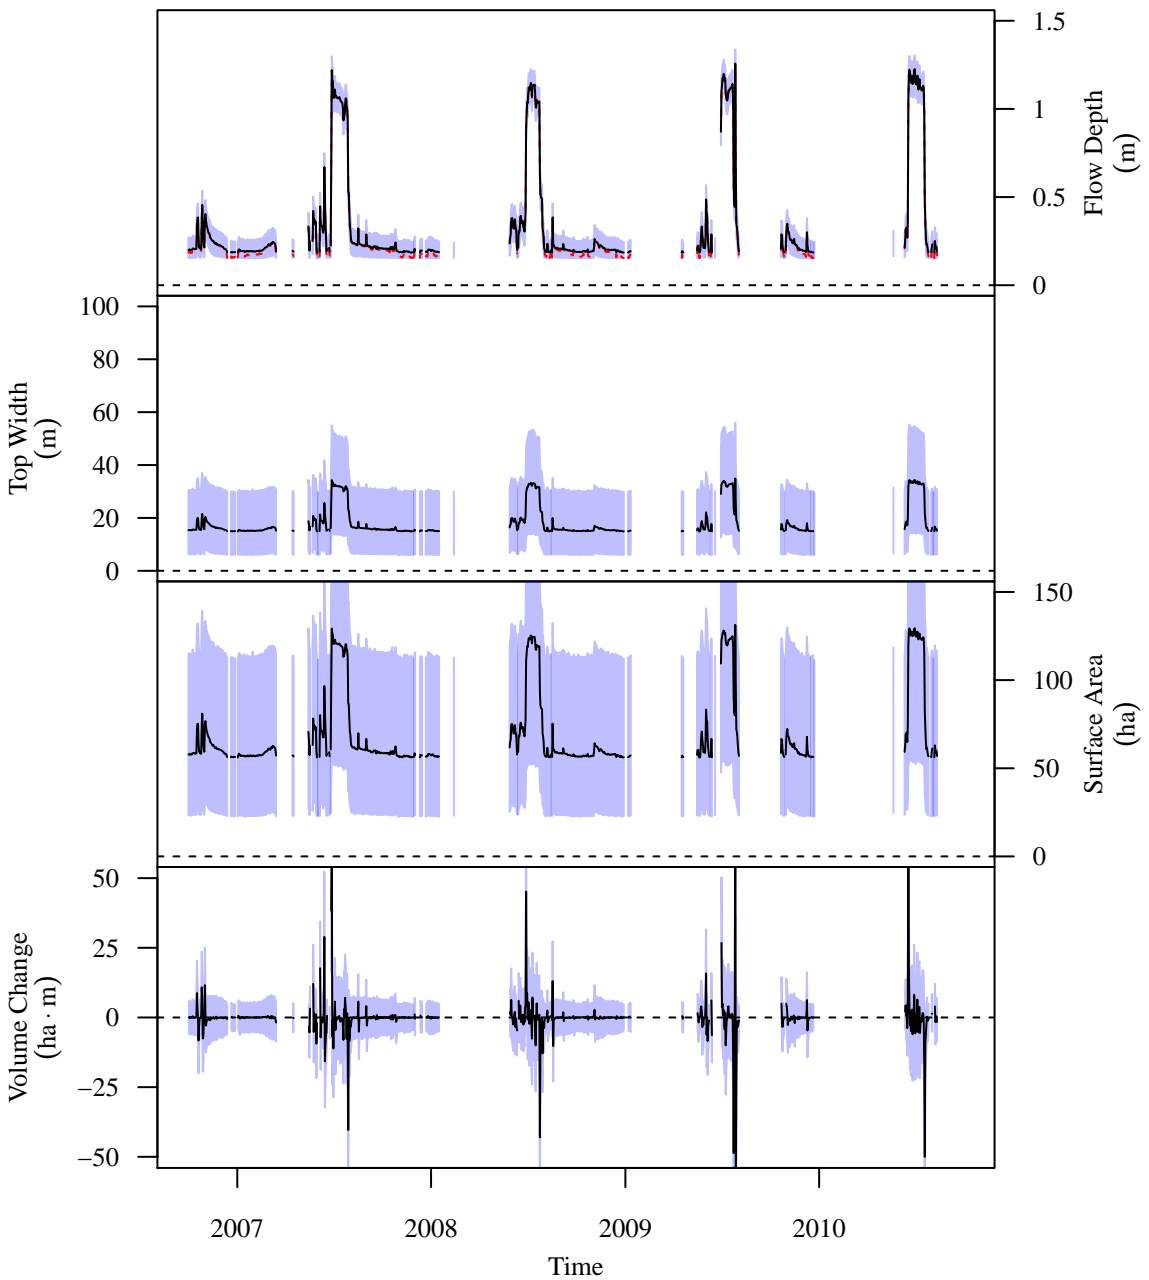 1.5
1
0.5
0
Flow Depth
(m)
100
80
60
40
20
0
Top Width
(m)
150
100
50
0
Surface Area
(ha)
50
25
0
−25
−50
Volume Change
(ha · m)
2007 2008 2009 2010
Time